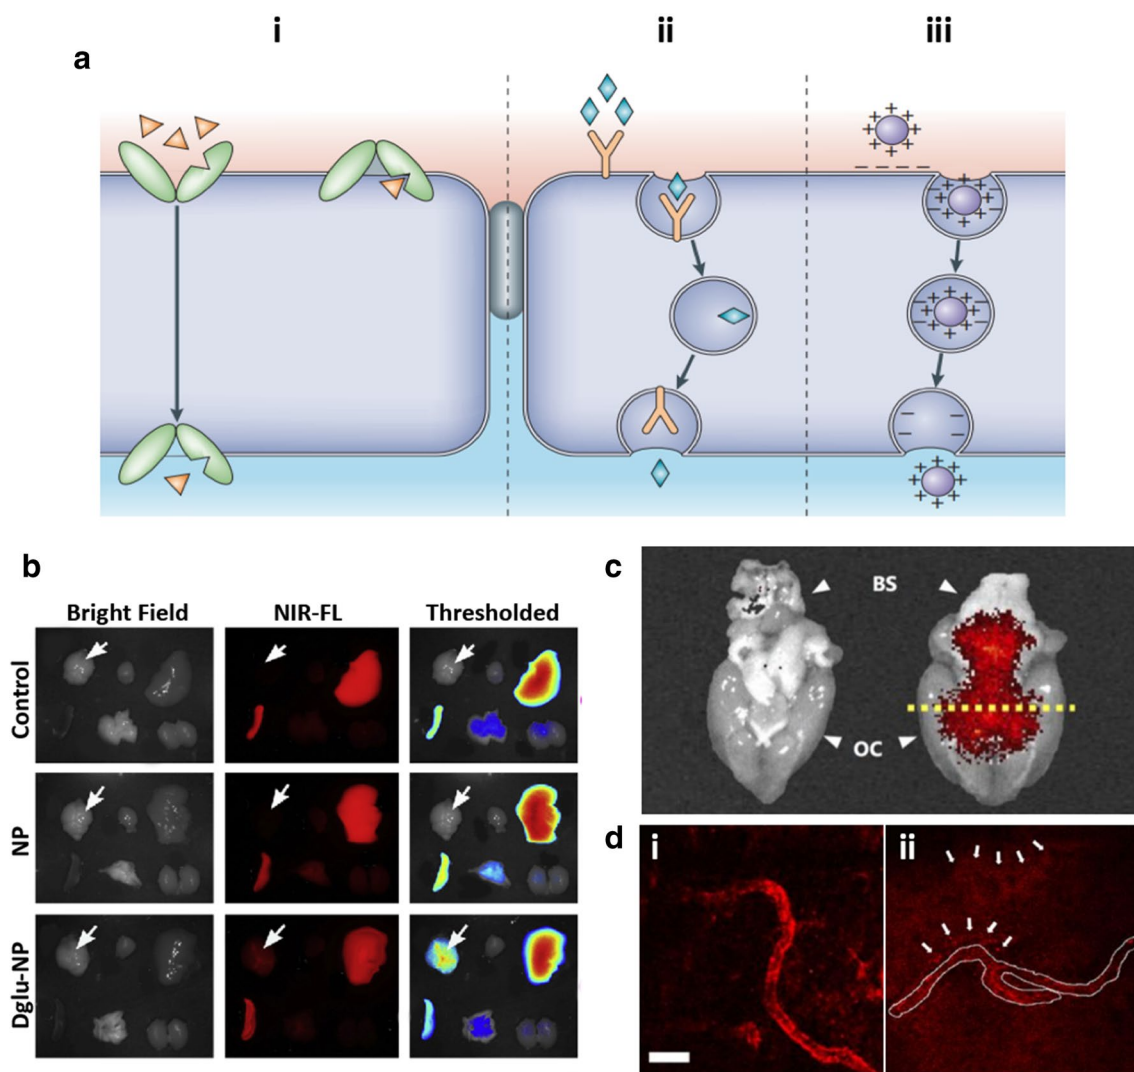 i ii iii
a
b
Bright Field NIR-FL Thresholded
Control
NP
Dglu-NP
c
BS
OC
d
i ii